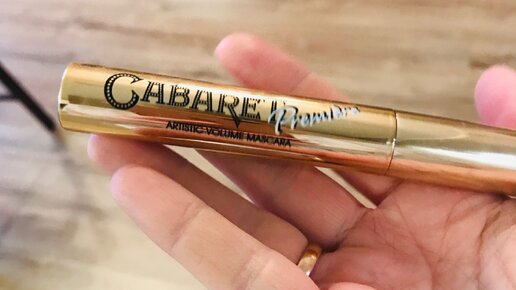 CABARET
Première
ARTISTIC VOLUME MASCARA